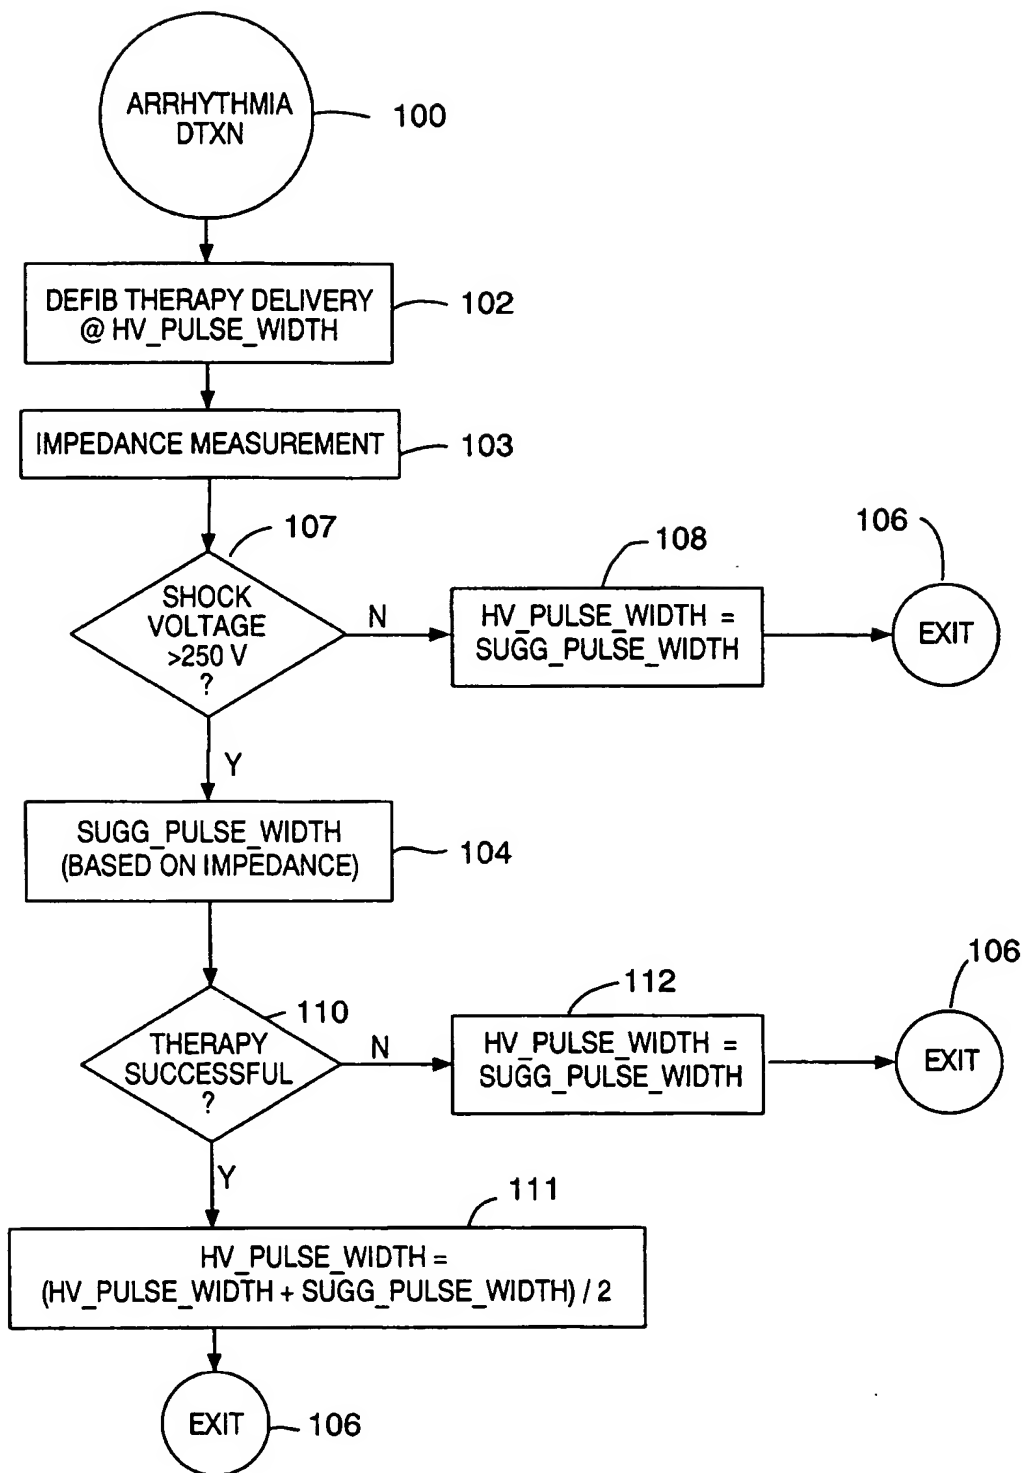 ARRHYTHMIA
DTXN
100
DEFIB THERAPY DELIVERY
@ HV_PULSE_WIDTH
102
IMPEDANCE MEASUREMENT
103
107
SHOCK
VOLTAGE
>250 V
?
N
108
HV_PULSE_WIDTH =
SUGG_PULSE_WIDTH
106
EXIT
Y
SUGG_PULSE_WIDTH
(BASED ON IMPEDANCE)
104
110
THERAPY
SUCCESSFUL
?
N
112
HV_PULSE_WIDTH =
SUGG_PULSE_WIDTH
106
EXIT
Y
111
HV_PULSE_WIDTH =
(HV_PULSE_WIDTH + SUGG_PULSE_WIDTH) / 2
EXIT
106